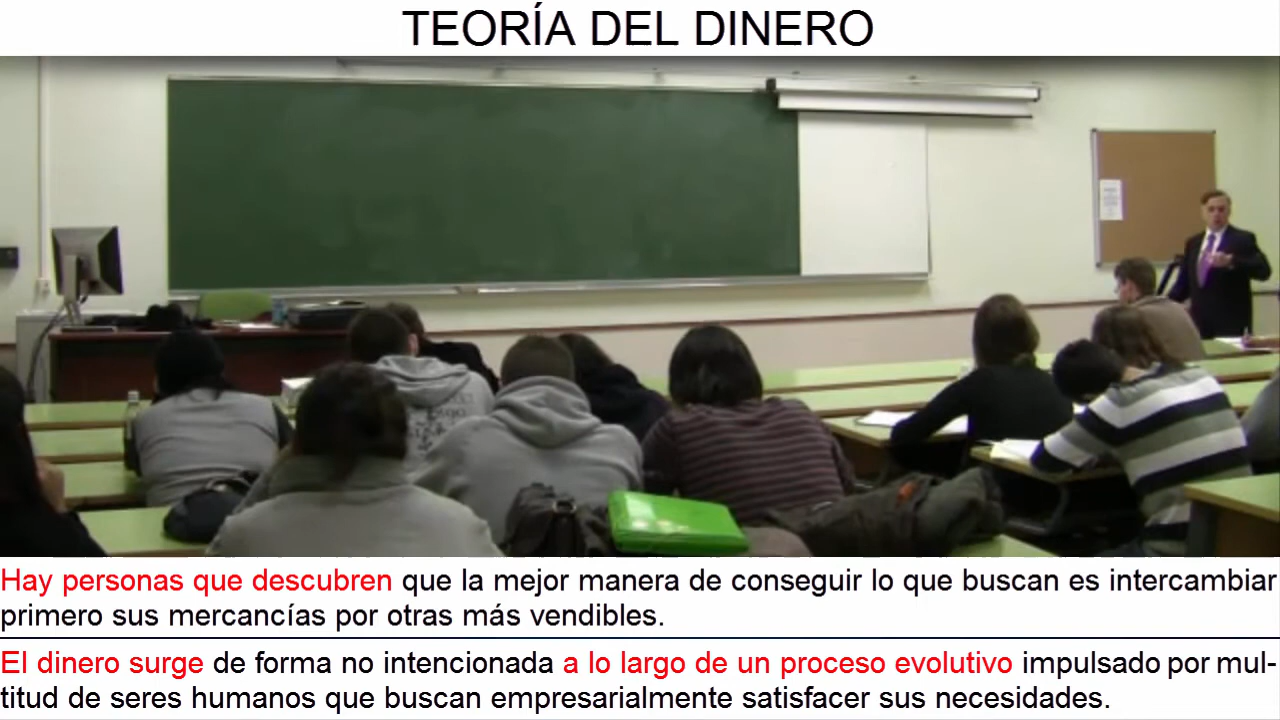 TEORÍA DEL DINERO
Hay personas que descubren que la mejor manera de conseguir lo que buscan es intercambiar
primero sus mercancías por otras más vendibles.
El dinero surge de forma no intencionada a lo largo de un proceso evolutivo impulsado por mul-
titud de seres humanos que buscan empresarialmente satisfacer sus necesidades.